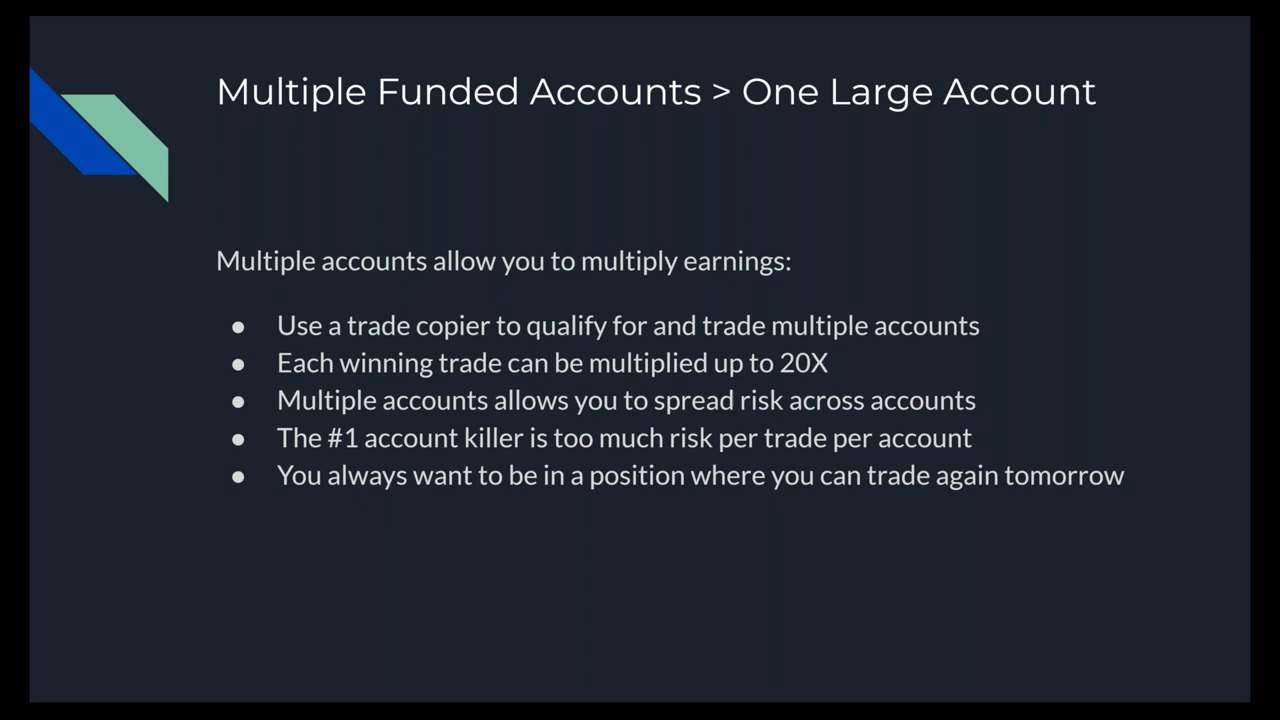 Multiple Funded Accounts > One Large Account
Multiple accounts allow you to multiply earnings:
● Use a trade copier to qualify for and trade multiple accounts
● Each winning trade can be multiplied up to 20X
● Multiple accounts allows you to spread risk across accounts
● The #1 account killer is too much risk per trade per account
● You always want to be in a position where you can trade again tomorrow